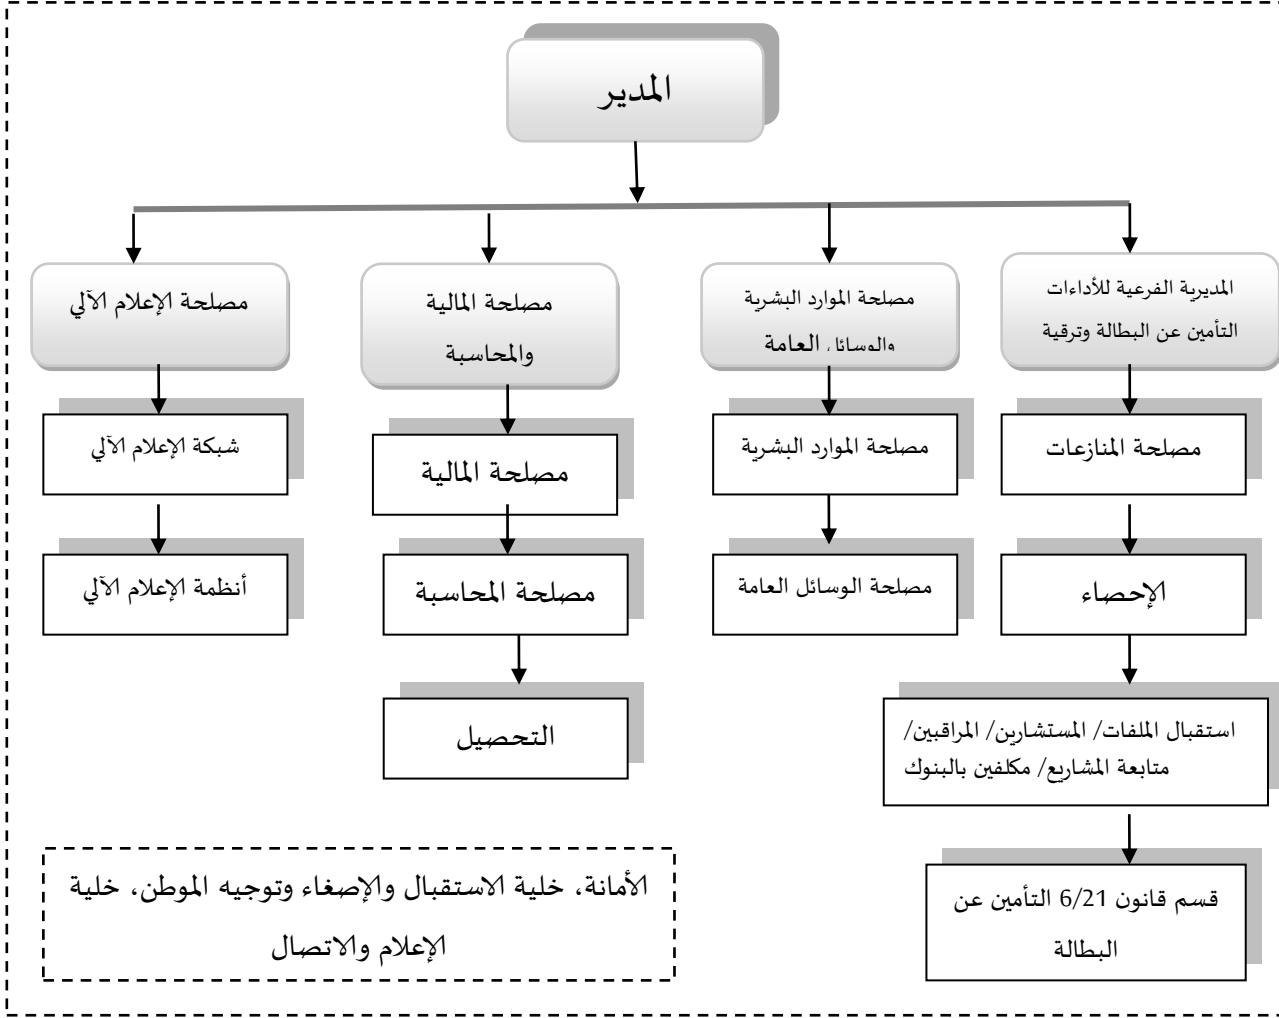 المدير
المديرية الفرعية للأداءات
التأمين عن البطالة وترقية
مصلحة الموارد البشرية
والوسائل العامة
مصلحة المالية
والمحاسبة
مصلحة الإعلام الآلي
مصلحة المنازعات
مصلحة الموارد البشرية
مصلحة المالية
شبكة الإعلام الآلي
الإحصاء
مصلحة الوسائل العامة
مصلحة المحاسبة
أنظمة الإعلام الآلي
استقبال الملفات/ المستشارين/ المراقبين/
متابعة المشاريع/ مكلفين بالبنوك
التحصيل
قسم قانون 6/21 التأمين عن
البطالة
الأمانة، خلية الاستقبال والإصغاء وتوجيه الموطن، خلية
الإعلام والاتصال